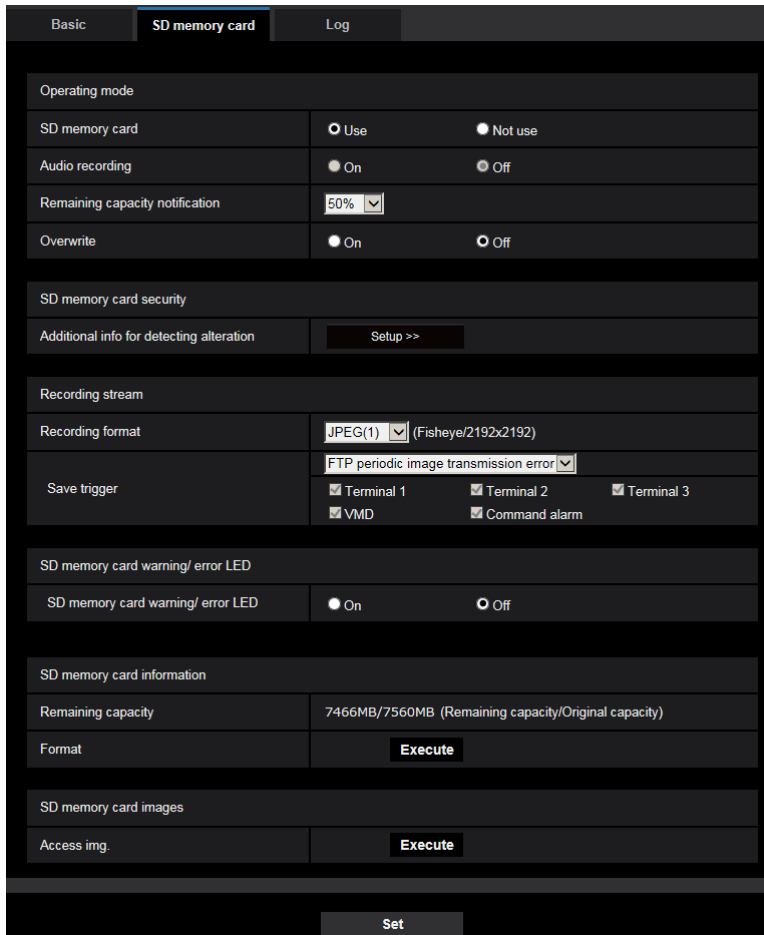 Basic SD memory card Log
Operating mode
SD memory card Use Not use
Audio recording On Off
Remaining capacity notification 50%
Overwrite On Off
SD memory card security
Additional info for detecting alteration Setup >>
Recording stream
Recording format JPEG(1) (Fisheye/2192x2192)
FTP periodic image transmission error
Save trigger Terminal 1 Terminal 2 Terminal 3
VMD Command alarm
SD memory card warning/ error LED
SD memory card warning/ error LED On Off
SD memory card information
Remaining capacity 7466MB/7560MB (Remaining capacity/Original capacity)
Format Execute
SD memory card images
Access img. Execute
Set